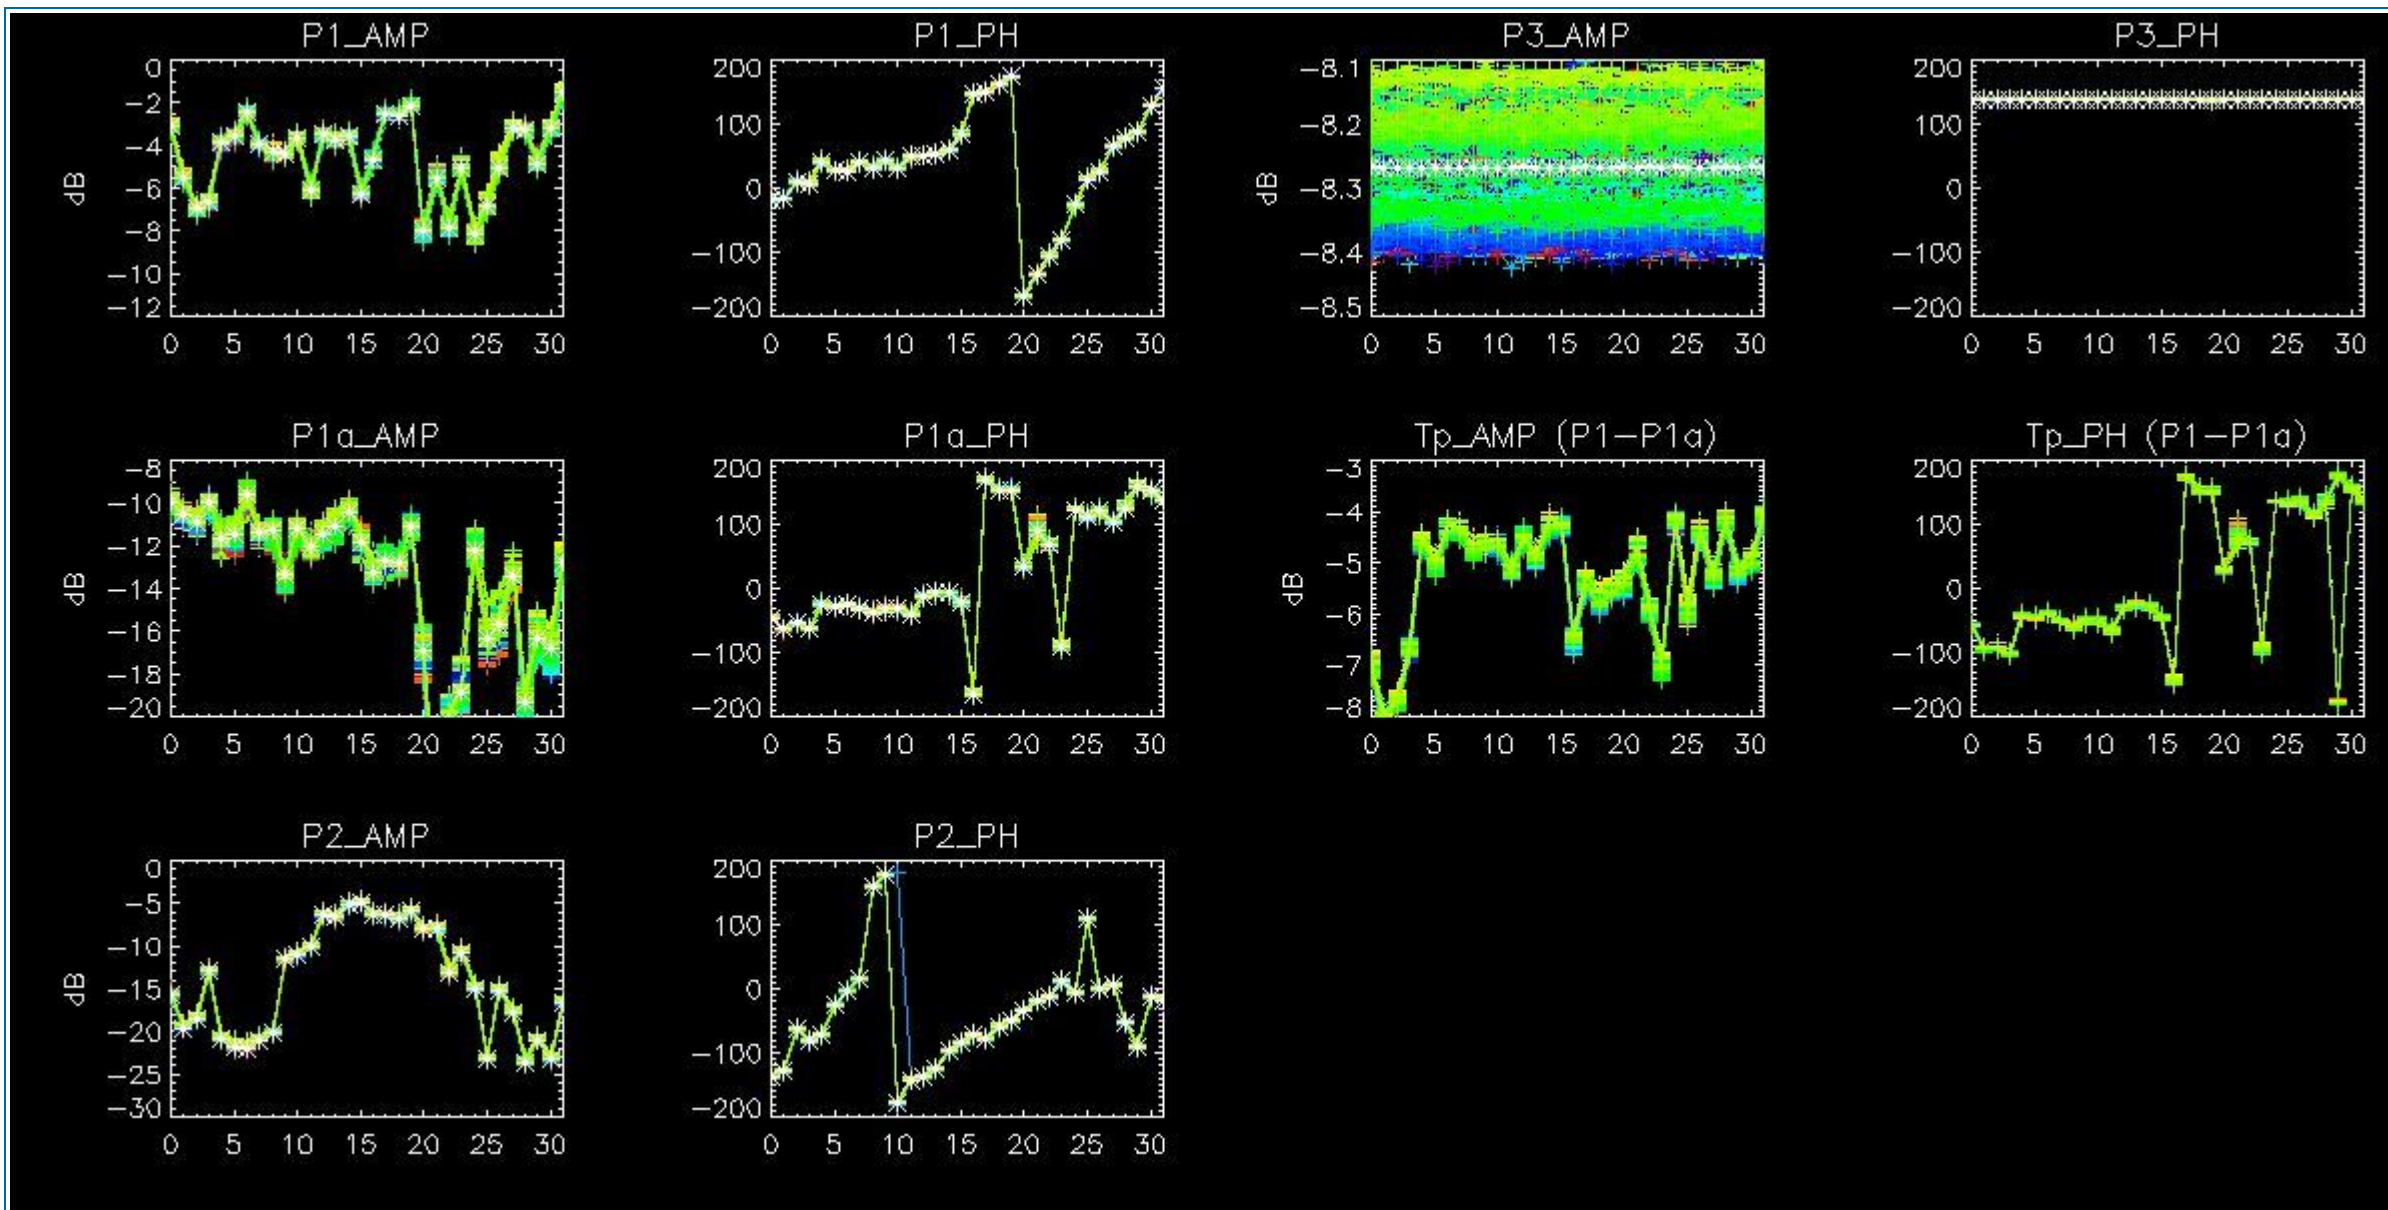 P1_AMP P1_PH P3_AMP P3_PH
0 200 −8.1 200
−2
−4 100 −8.2 100
dB −6 0 dB −8.3 0
−8
−10 −100 −8.4 −100
−12 −200 −8.5 −200
0 5 10 15 20 25 30 0 5 10 15 20 25 30 0 5 10 15 20 25 30 0 5 10 15 20 25 30
P1a_AMP P1a_PH Tp_AMP (P1−P1a) Tp_PH (P1−P1a)
−8 200 −3 200
−10
−12 100 −4 100
dB −14 0 dB −5 0
−16 −6
−18 −100 −7 −100
−20 −200 −8 −200
0 5 10 15 20 25 30 0 5 10 15 20 25 30 0 5 10 15 20 25 30 0 5 10 15 20 25 30
P2_AMP P2_PH
0 200
−5
−10 100
dB −15 0
−20
−25 −100
−30 −200
0 5 10 15 20 25 30 0 5 10 15 20 25 30